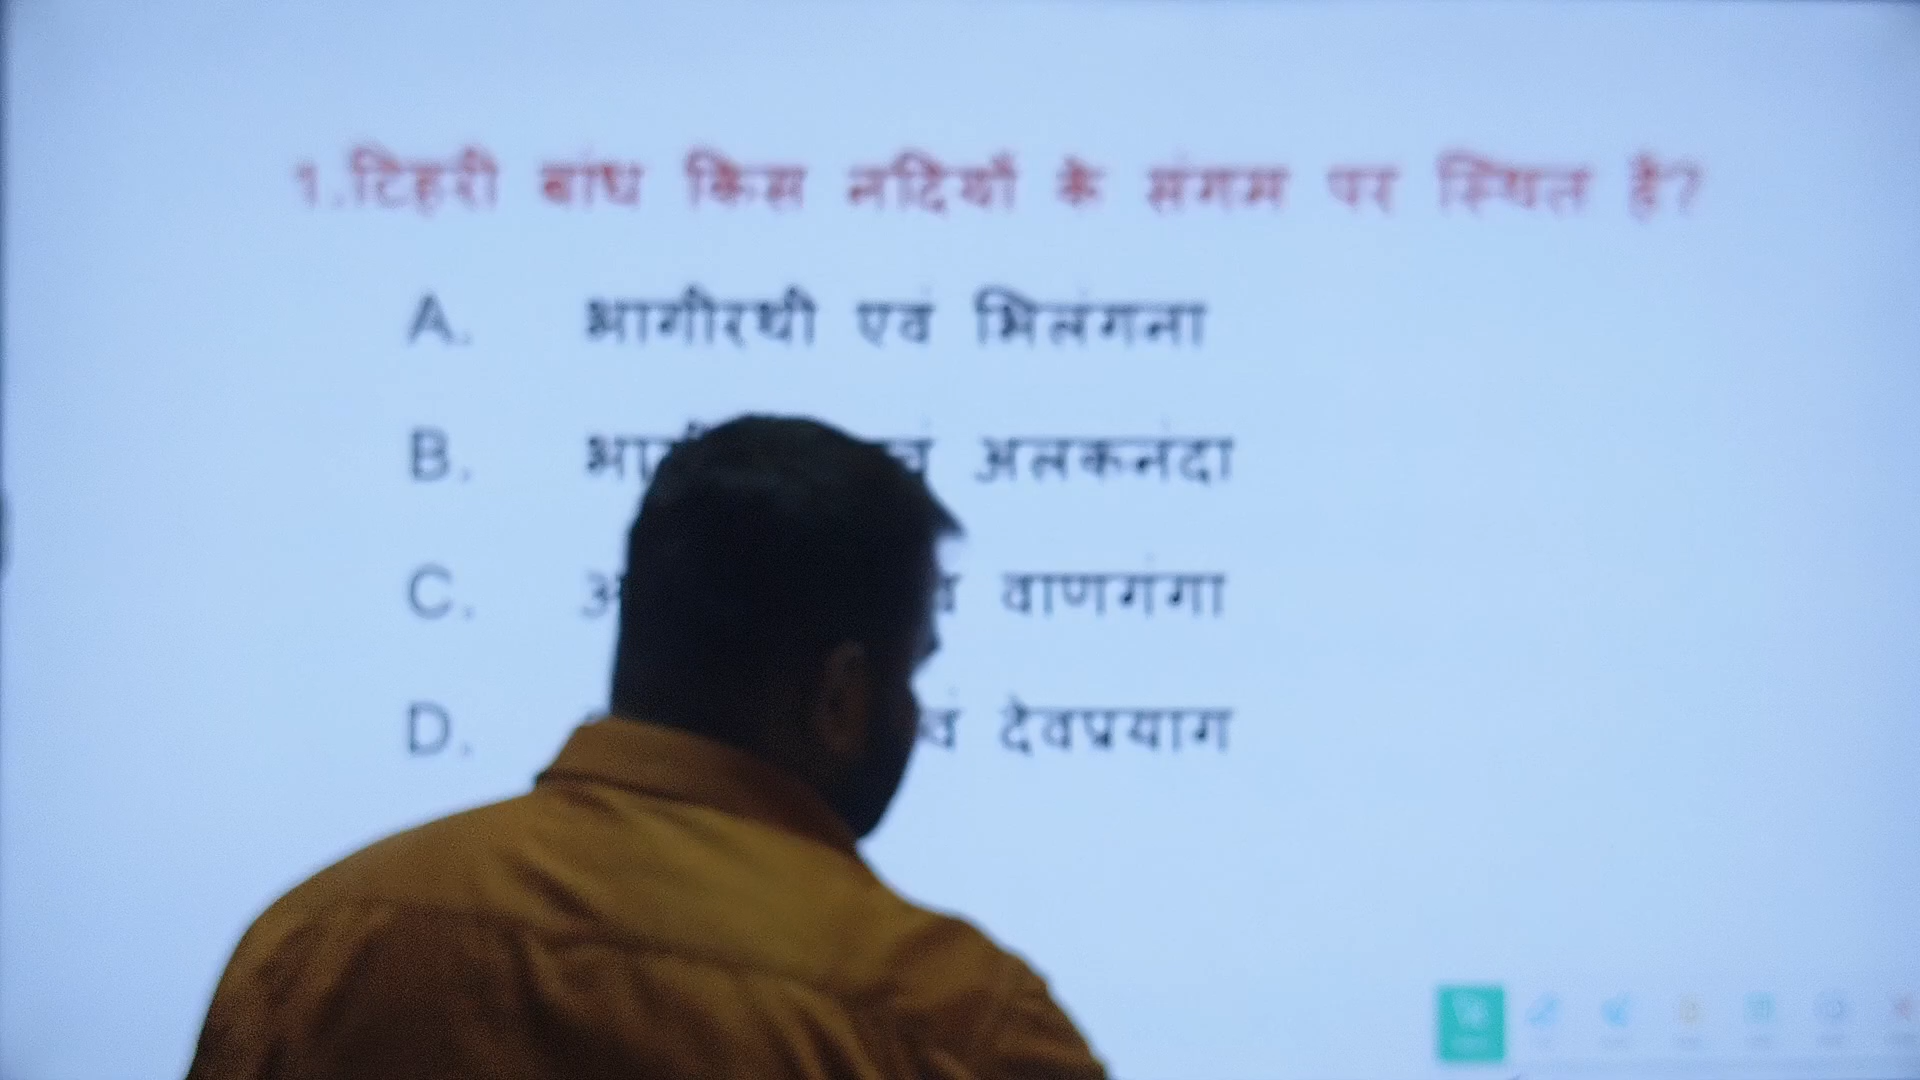 1.टिहरी बांध किस नदियों के संगम पर स्थित है?
A. भागीरथी एवं भिलंगना
B. अलकनंदा
C. वाणगंगा
D. देवप्रयाग